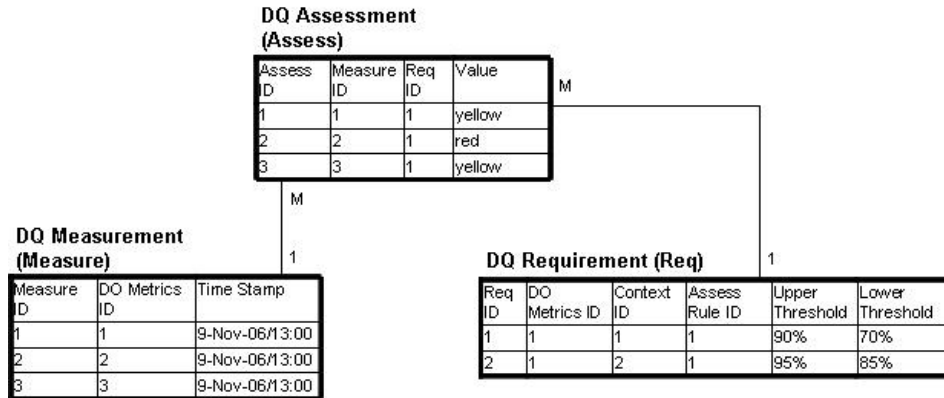 DQ Assessment
(Assess)
Assess ID Measure ID Req ID Value
1 1 1 yellow
2 2 1 red
3 3 1 yellow
M
M
DQ Measurement
(Measure)
1
Measure ID DO Metrics ID Time Stamp
1 1 9-Nov-06/13:00
2 2 9-Nov-06/13:00
3 3 9-Nov-06/13:00
DQ Requirement (Req)
1
Req ID DO Metrics ID Context ID Assess Rule ID Upper Threshold Lower Threshold
1 1 1 1 90% 70%
2 1 2 1 95% 85%